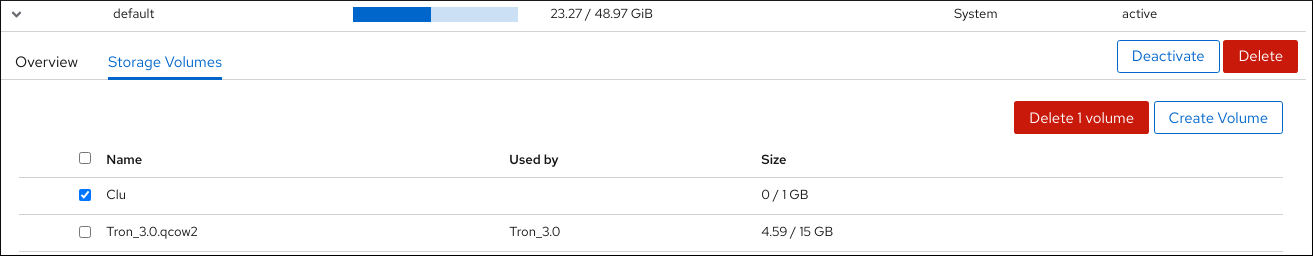 default 23.27 / 48.97 GiB System active
Overview Storage Volumes Deactivate Delete
Delete 1 volume Create Volume
Name Used by Size
Clu 0 / 1 GB
Tron_3.0.qcow2 Tron_3.0 4.59 / 15 GB